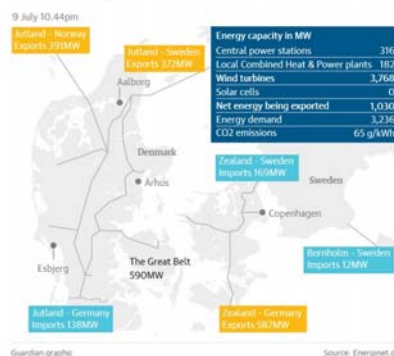 9 July 10.44pm
Jutland - Norway
Exports 391MW
Jutland - Sweden
Exports 372MW
Energy capacity in MW
Central power stations 316
Local Combined Heat & Power plants 182
Wind turbines 3,768
Solar cells 0
Net energy being exported 1,030
Energy demand 3,236
CO2 emissions 65 g/kWh
Aalborg
Denmark
Arhus
Zealand - Sweden
Imports 169MW
Sweden
Copenhagen
Esbjerg
The Great Belt
590MW
Bornholm - Sweden
Imports 12MW
Jutland - Germany
Imports 138MW
Zealand - Germany
Exports 587MW
Guardian graphic
Source: Energinet.d